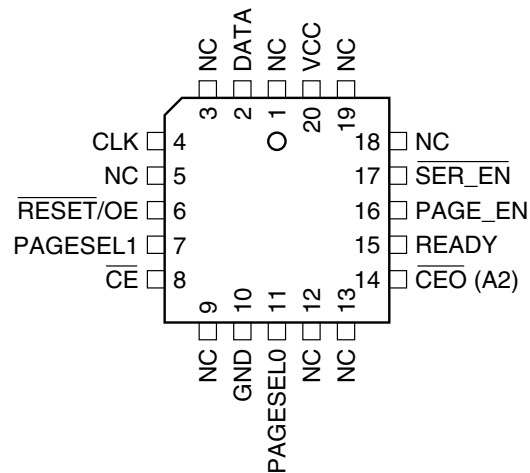 NC
DATA
NC
VCC
NC
3
2
1
20
19
CLK 4
NC 5
RESET/OE 6
PAGESEL1 7
CE 8
18 NC
17 SER_EN
16 PAGE_EN
15 READY
14 CEO (A2)
9
10
11
12
13
NC
GND
PAGESEL0
NC
NC